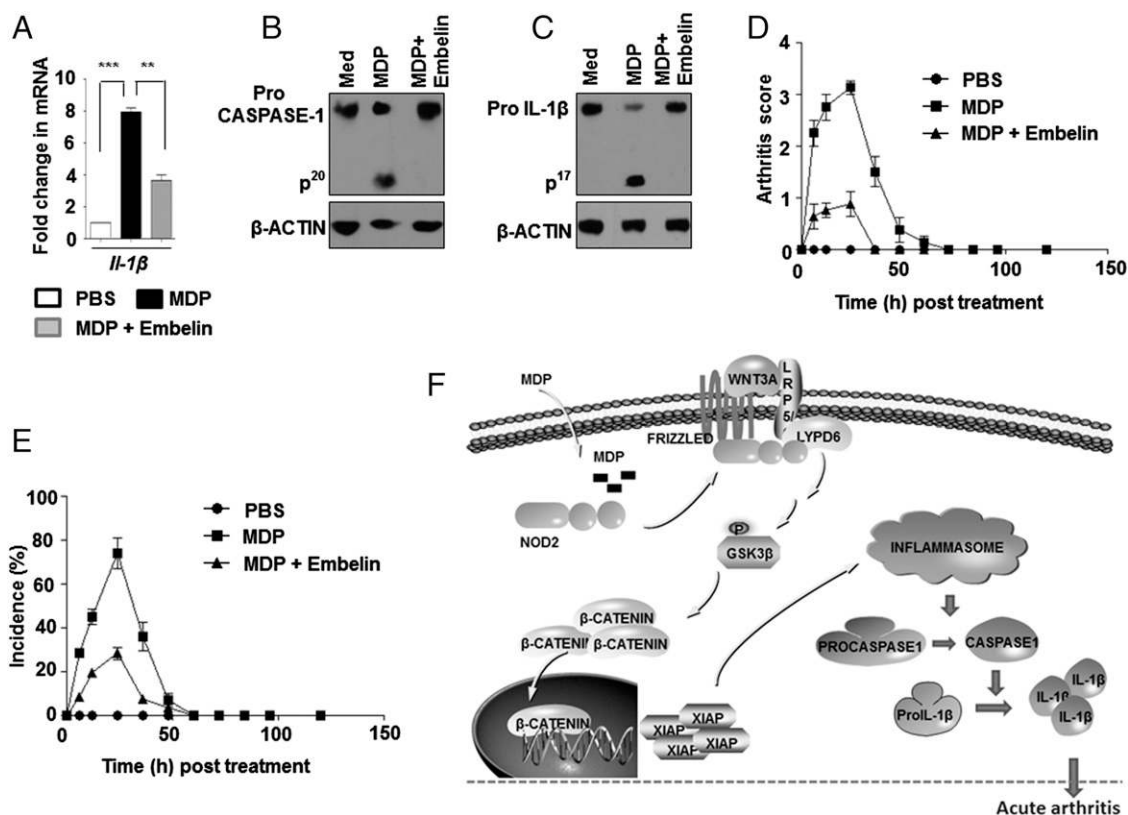 A
*** **
Fold change in mRNA
10
8
6
4
2
0
Il-1β
PBS MDP
MDP + Embelin
B
Med
MDP
MDP+
Embelin
Pro
CASPASE-1
p20
β-ACTIN
C
Med
MDP
MDP+
Embelin
Pro IL-1β
p17
β-ACTIN
D
Arthritis score
4
3
2
1
0
0 50 100 150
Time (h) post treatment
PBS
MDP
MDP + Embelin
E
Incidence (%)
100
80
60
40
20
0
0 50 100 150
Time (h) post treatment
PBS
MDP
MDP + Embelin
F
MDP
WNT3A
LRP5/
FRIZZLED
LYPD6
MDP
NOD2
P
GSK3β
INFLAMMASOME
β-CATENIN
β-CATENIN
β-CATENIN
PROCASPASE1
CASPASE1
β-CATENIN
XIAP
XIAP
XIAP
XIAP
ProIL-1β
IL-1β
IL-1β
IL-1β
Acute arthritis